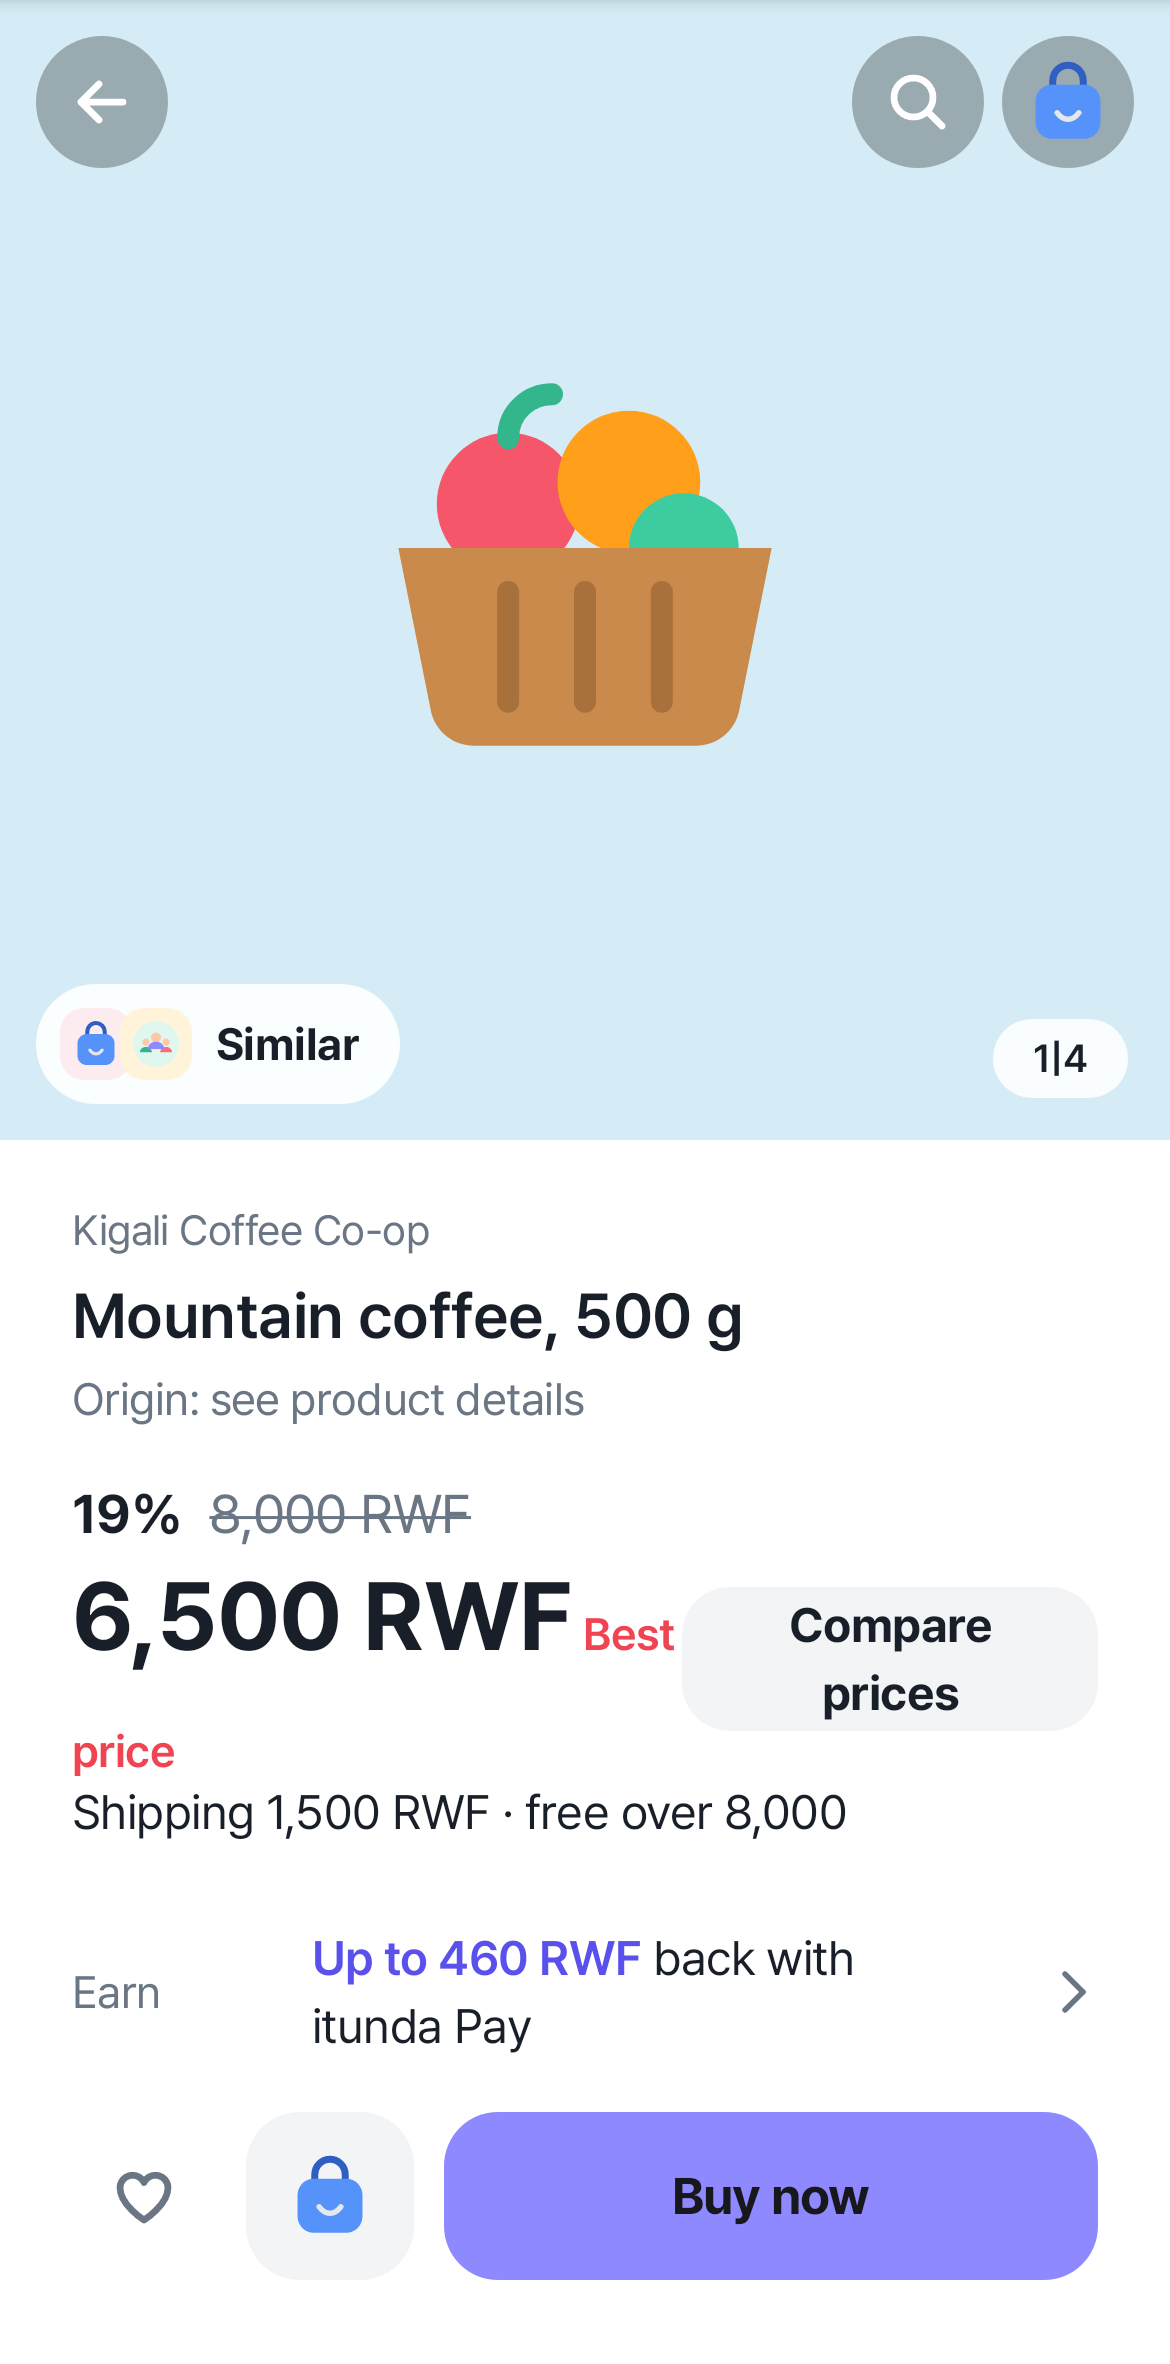 Similar
1|4
Kigali Coffee Co-op
Mountain coffee, 500 g
Origin: see product details
19% 8,000 RWF
6,500 RWF Best price
Compare prices
Shipping 1,500 RWF · free over 8,000
Earn
Up to 460 RWF back with
itunda Pay
Buy now